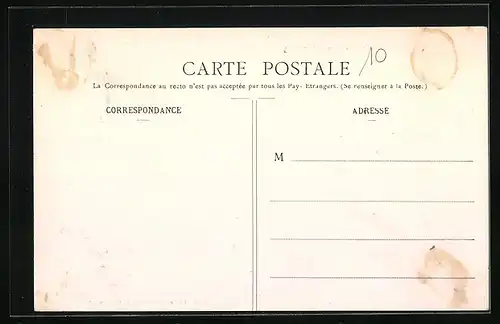 CARTE POSTALE
10
La Correspondance au recto n'est pas acceptée par tous les Pays Etrangers. (Se renseigner à la Poste.)
CORRESPONDANCE
ADRESSE
M